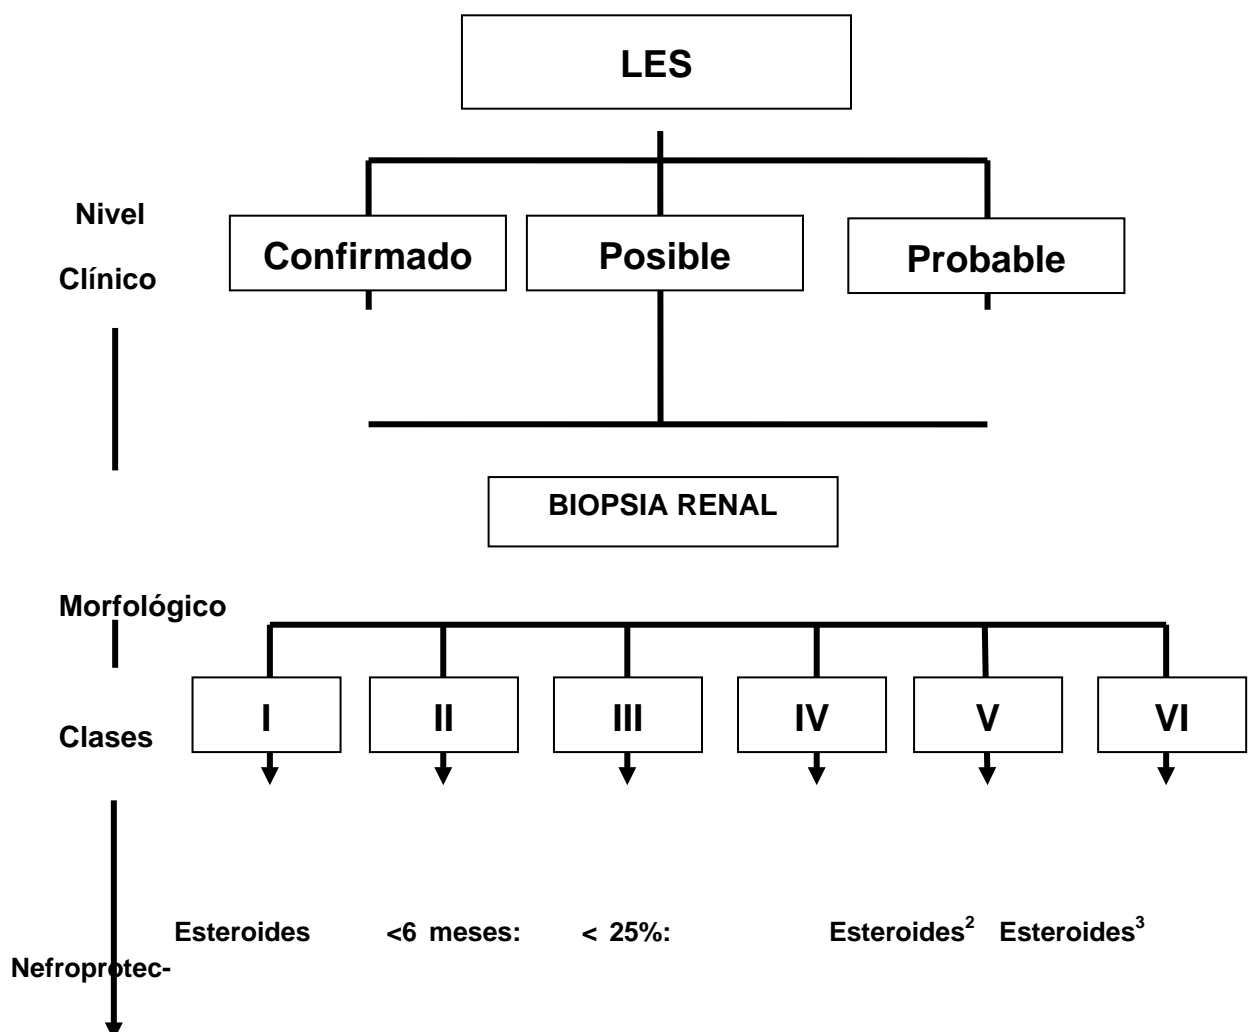 LES
Nivel
Clínico
Confirmado
Posible
Probable
BIOPSIA RENAL
Morfológico
Clases
I
II
III
IV
V
VI
Esteroides <6 meses: < 25%: Esteroides² Esteroides³
Nefroprotec-